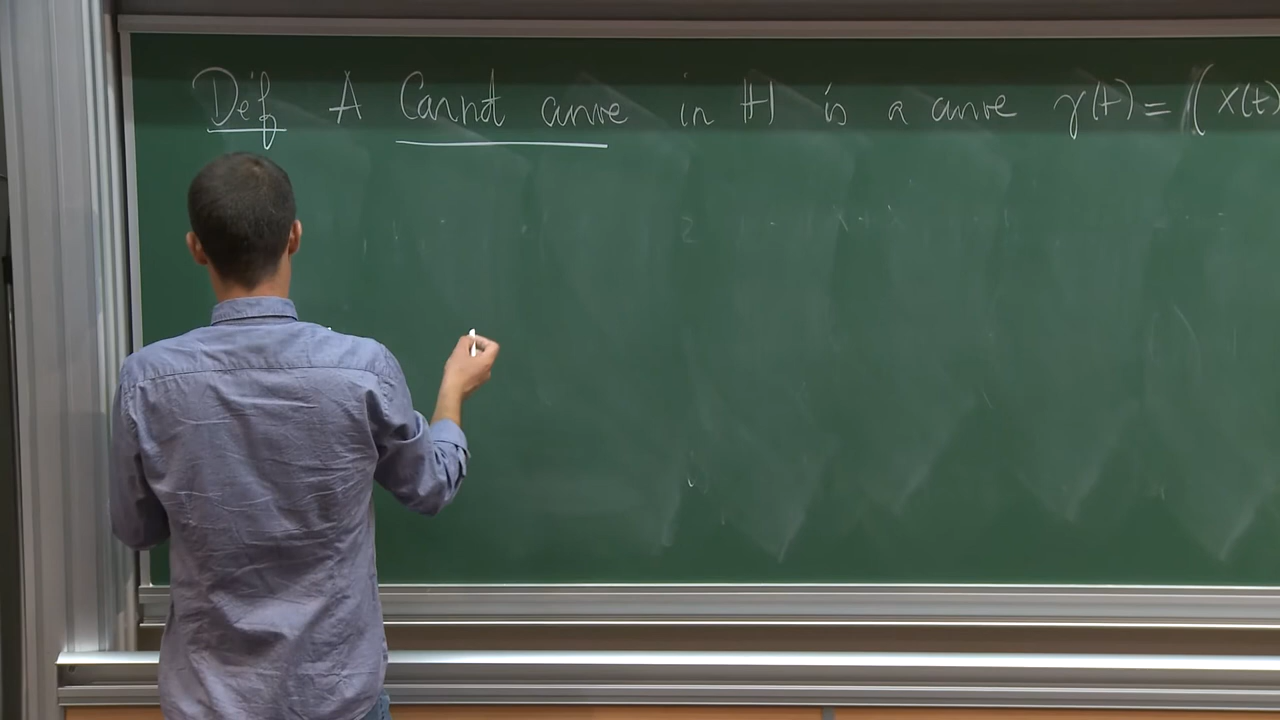 Def A Carnot curve in ℍ is a curve γ(t) = (x(t)